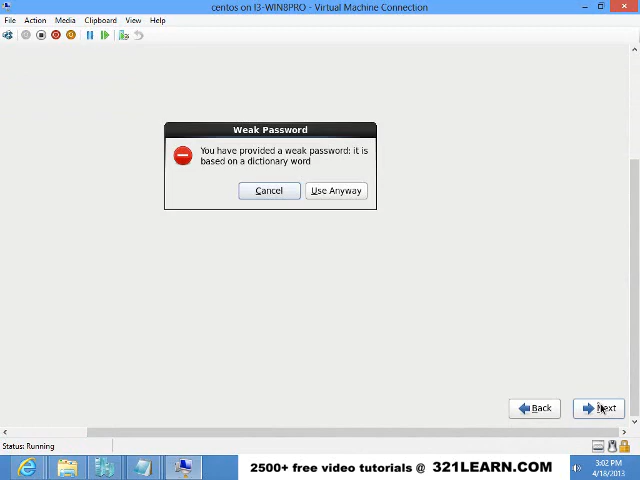 centos on I3-WIN8PRO - Virtual Machine Connection
File Action Media Clipboard View Help
Weak Password
You have provided a weak password: it is
based on a dictionary word
Cancel Use Anyway
Back Next
Status: Running
2500+ free video tutorials @ 321LEARN.COM
3:02 PM
4/18/2013